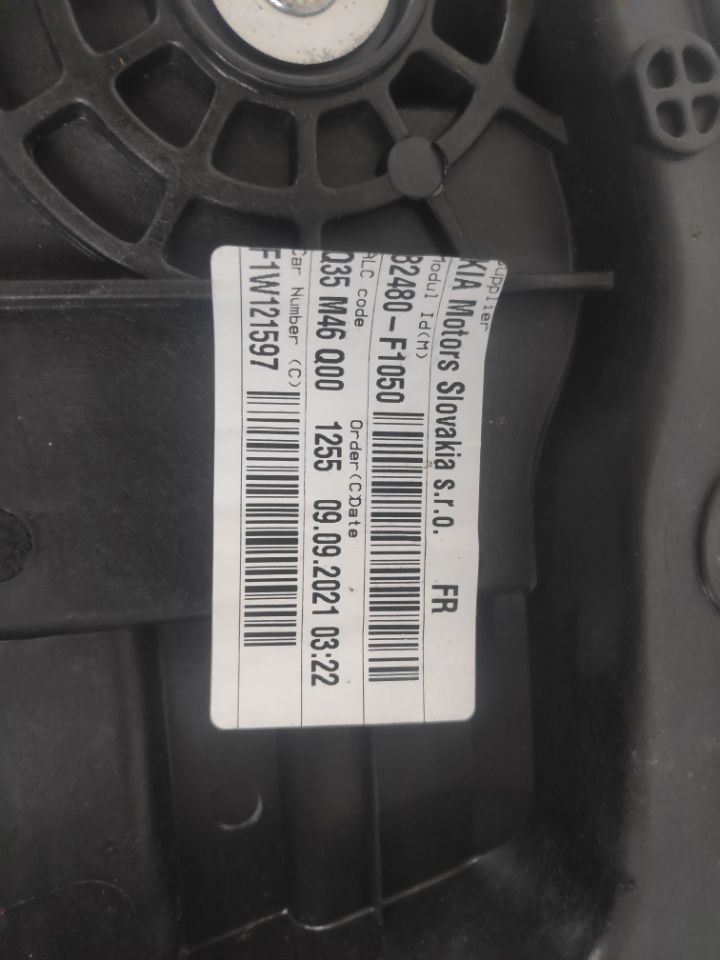 Supplier
KIA Motors Slovakia s.r.o. FR
Modul Id(M)
82480-F1050
ALC code Order(C)Date
Q35 M46 Q00 1255 09.09.2021 03:22
Car Number (C)
F1W121597